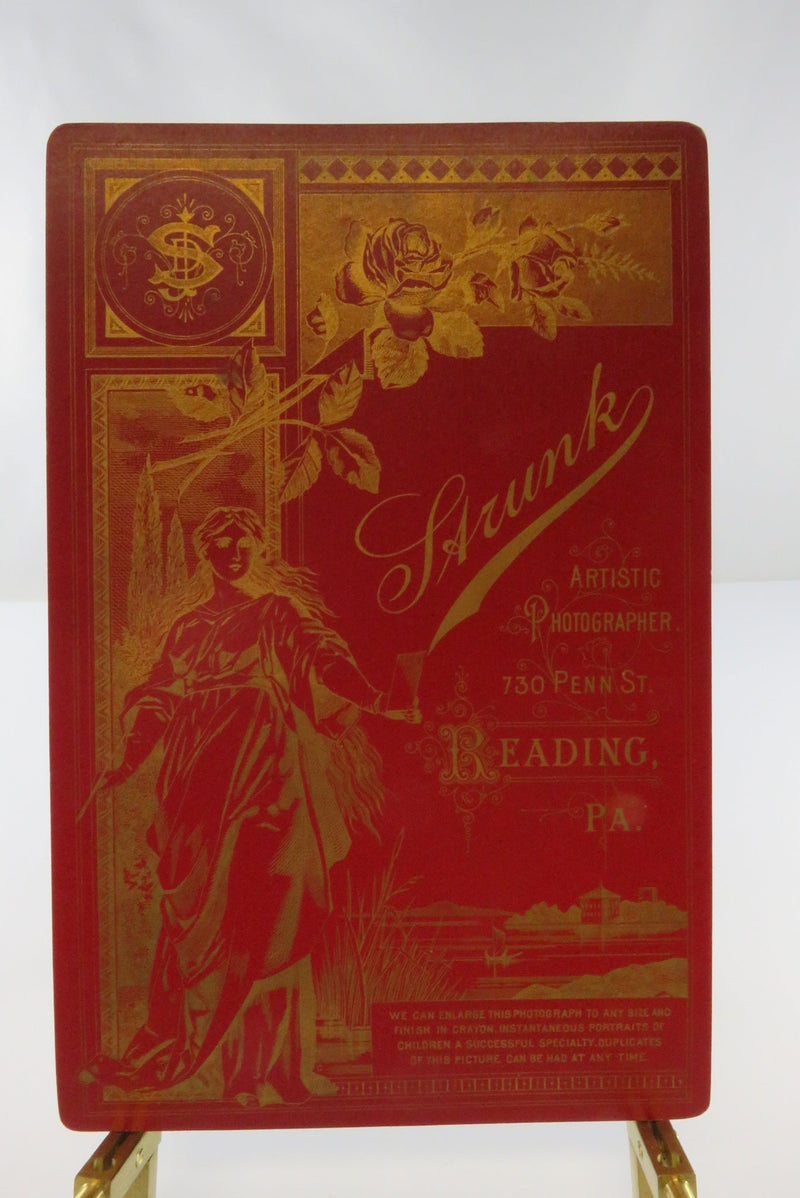 Strunk
ARTISTIC
PHOTOGRAPHER.
730 PENN ST.
READING,
PA.
WE CAN ENLARGE THIS PHOTOGRAPH TO ANY SIZE AND
FINISH IN CRAYON. INSTANTANEOUS PORTRAITS OF
CHILDREN A SUCCESSFUL SPECIALTY. DUPLICATES
OF THIS PICTURE CAN BE HAD AT ANY TIME.